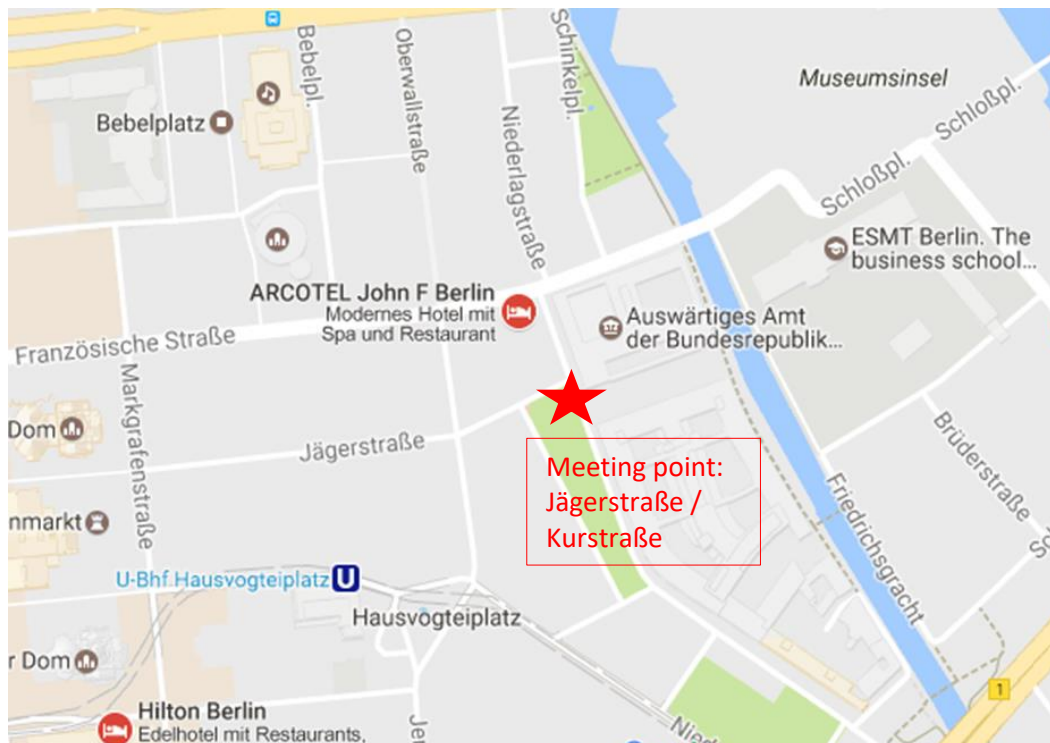 Bebelpl.
Oberwallstraße
Schinkelpl.
Museumsinsel
Bebelplatz
Niederlagstraße
Schloßpl.
Schloßpl.
ESMT Berlin. The
business school...
ARCOTEL John F Berlin
Modernes Hotel mit
Spa und Restaurant
Auswärtiges Amt
der Bundesrepublik...
Französische Straße
Markgrafenstraße
Dom
Jägerstraße
Meeting point:
Jägerstraße /
Kurstraße
Brüderstraße
Friedrichsgracht
nmarkt
U-Bhf Hausvogteiplatz
U
Hausvogteiplatz
r Dom
1
Hilton Berlin
Edelhotel mit Restaurants,
Jer
Nied